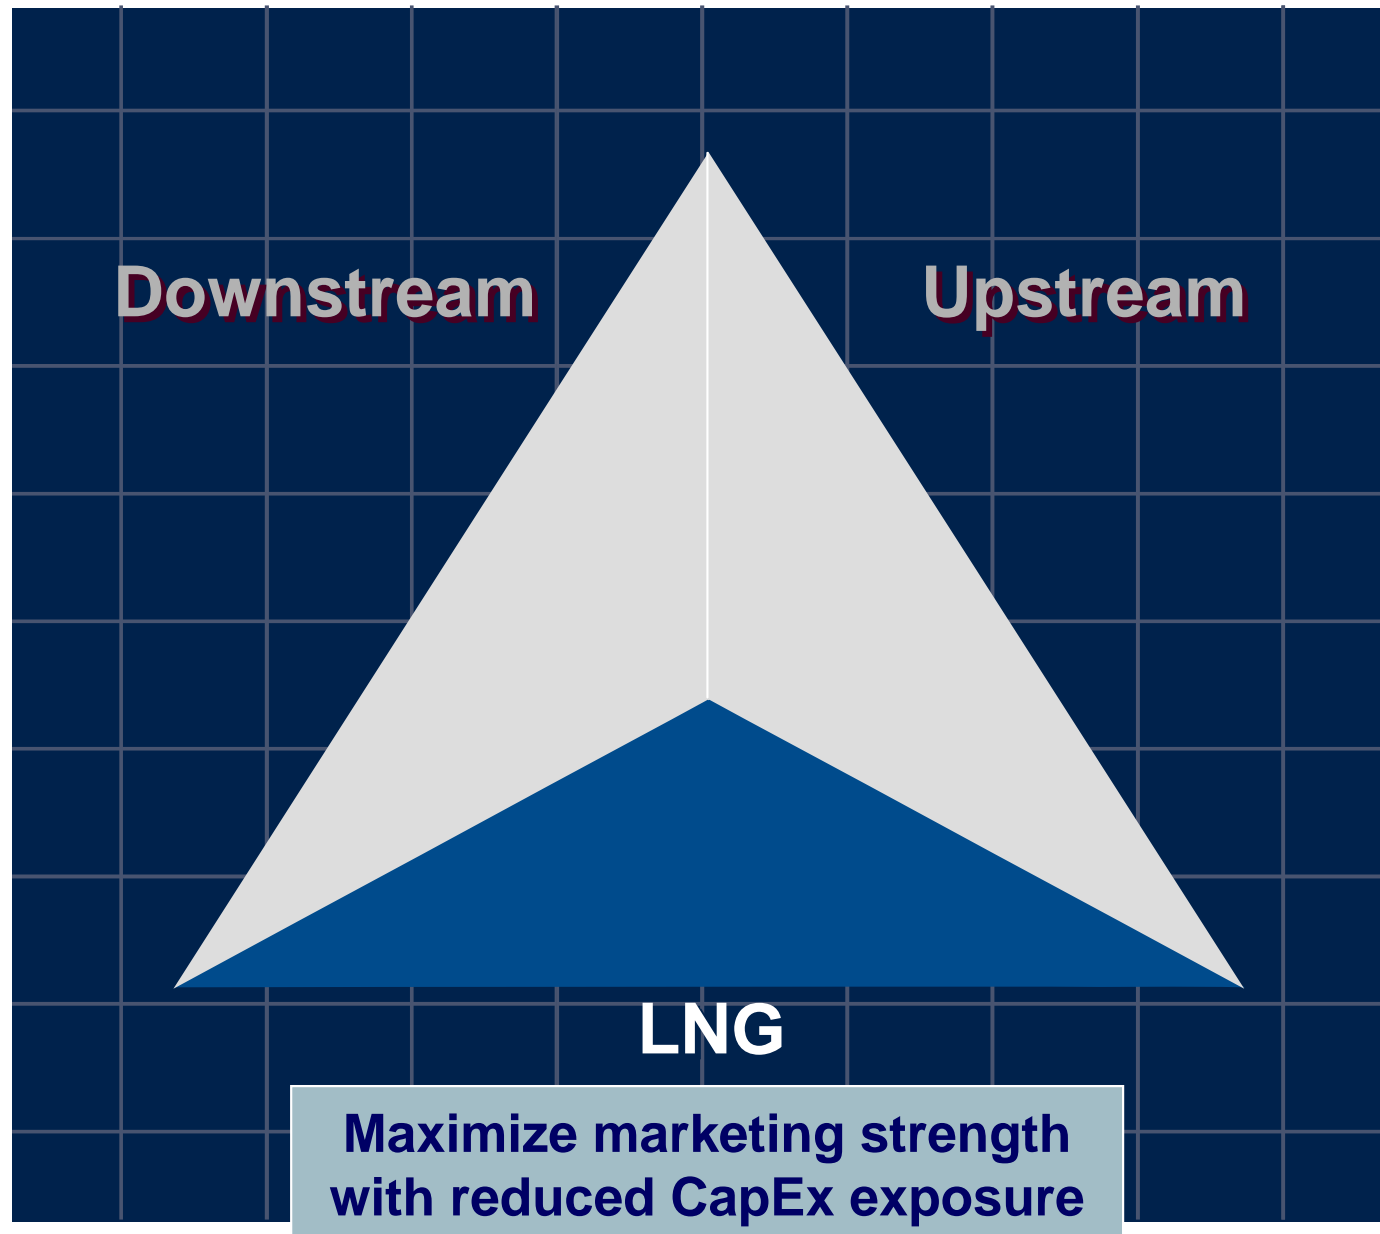 Downstream
Upstream
LNG
Maximize marketing strength
with reduced CapEx exposure